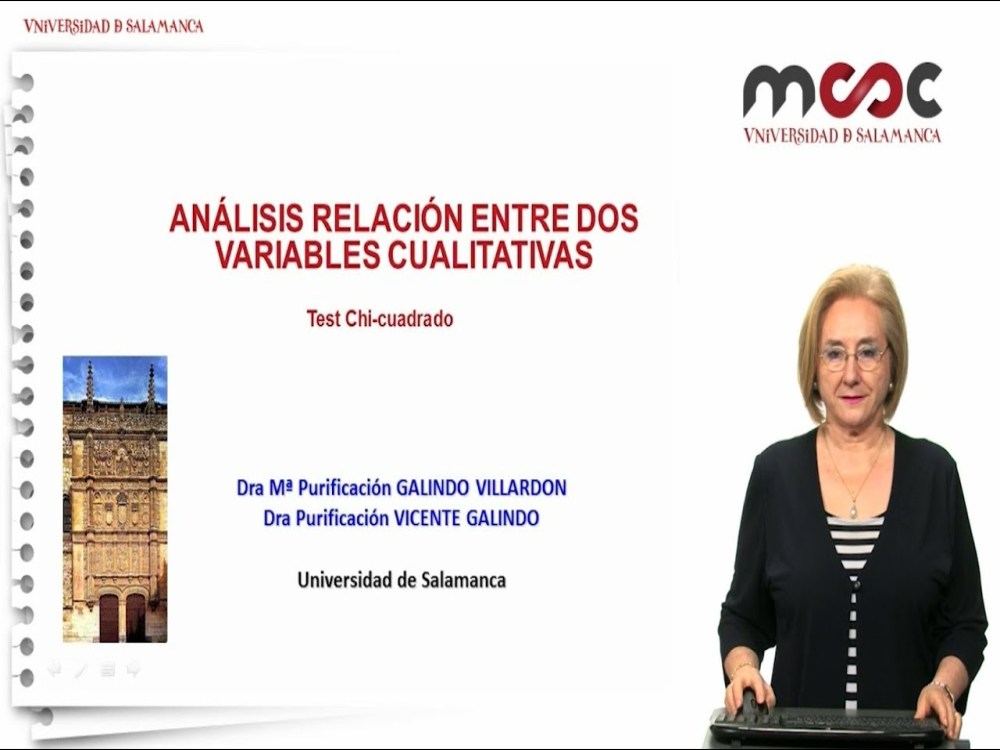 VNiVERSiDAD Ð SALAMANCA
mooc
VNiVERSiDAD Ð SALAMANCA
ANÁLISIS RELACIÓN ENTRE DOS
VARIABLES CUALITATIVAS
Test Chi-cuadrado
Dra Mª Purificación GALINDO VILLARDON
Dra Purificación VICENTE GALINDO
Universidad de Salamanca